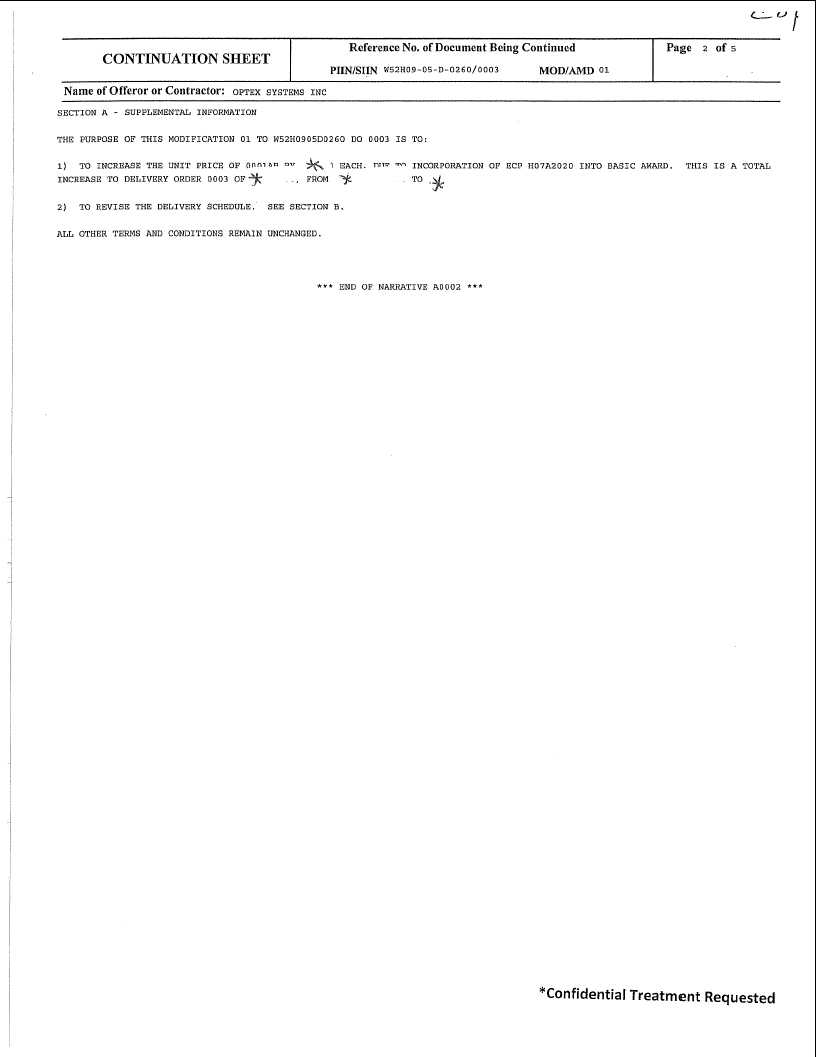 CONTINUATION SHEET
Reference No. of Document Being Continued
PIIN/SIIN W52H09-05-D-0260/0003 MOD/AMD 01
Page 2 of 5
Name of Offeror or Contractor: OPTEX SYSTEMS INC
SECTION A - SUPPLEMENTAL INFORMATION
THE PURPOSE OF THIS MODIFICATION 01 TO W52H0905D0260 DO 0003 IS TO:
1) TO INCREASE THE UNIT PRICE OF * EACH. INCORPORATION OF ECP H07A2020 INTO BASIC AWARD. THIS IS A TOTAL
INCREASE TO DELIVERY ORDER 0003 OF * , FROM * TO *
2) TO REVISE THE DELIVERY SCHEDULE. SEE SECTION B.
ALL OTHER TERMS AND CONDITIONS REMAIN UNCHANGED.
*** END OF NARRATIVE A0002 ***
*Confidential Treatment Requested